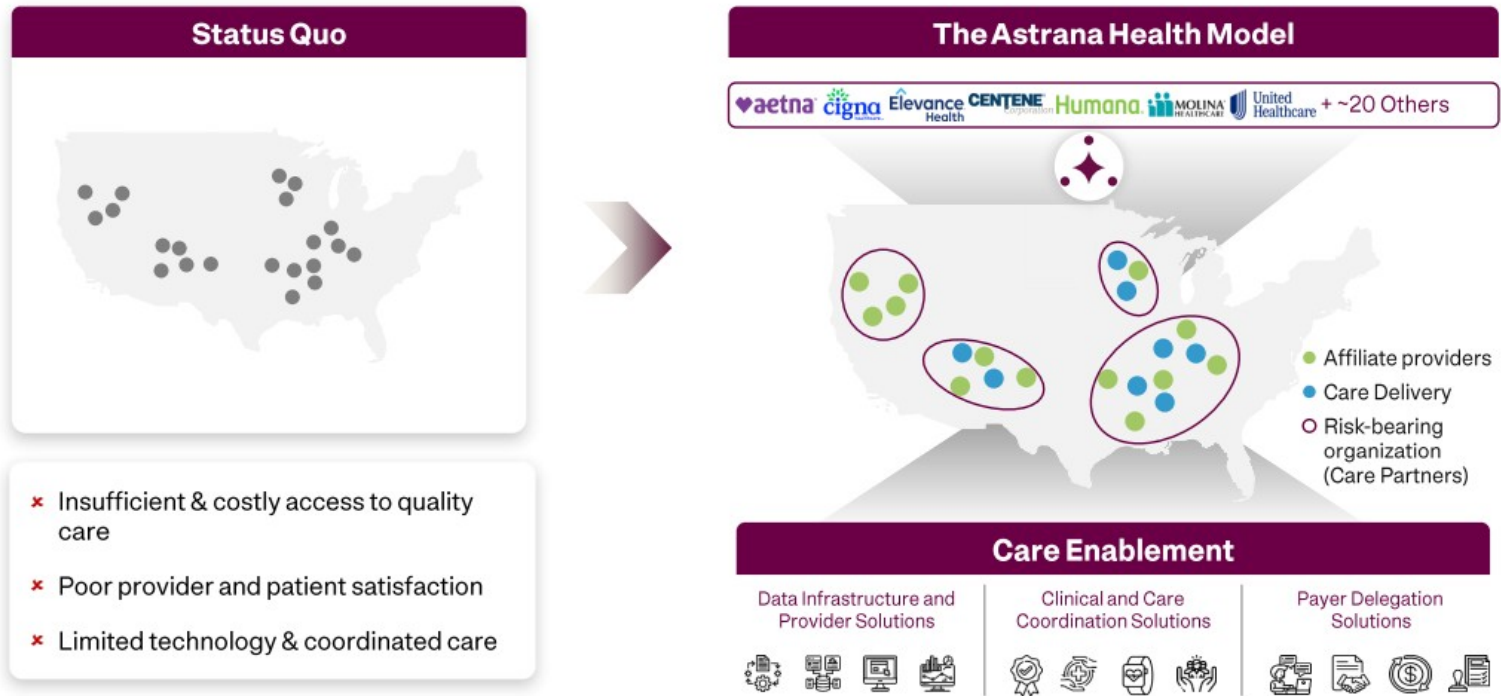 Status Quo
Insufficient & costly access to quality
care
Poor provider and patient satisfaction
Limited technology & coordinated care
The Astrana Health Model
aetna cigna healthcare Elevance Health CENTENE Corporation Humana. MOLINA HEALTHCARE United Healthcare + ~20 Others
Affiliate providers
Care Delivery
Risk-bearing
organization
(Care Partners)
Care Enablement
Data Infrastructure and
Provider Solutions
Clinical and Care
Coordination Solutions
Payer Delegation
Solutions